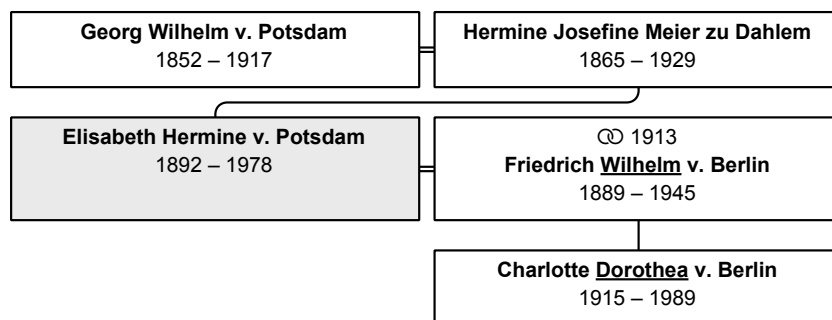 Georg Wilhelm v. Potsdam
1852 – 1917
Hermine Josefine Meier zu Dahlem
1865 – 1929
Elisabeth Hermine v. Potsdam
1892 – 1978
⚭ 1913
Friedrich Wilhelm v. Berlin
1889 – 1945
Charlotte Dorothea v. Berlin
1915 – 1989